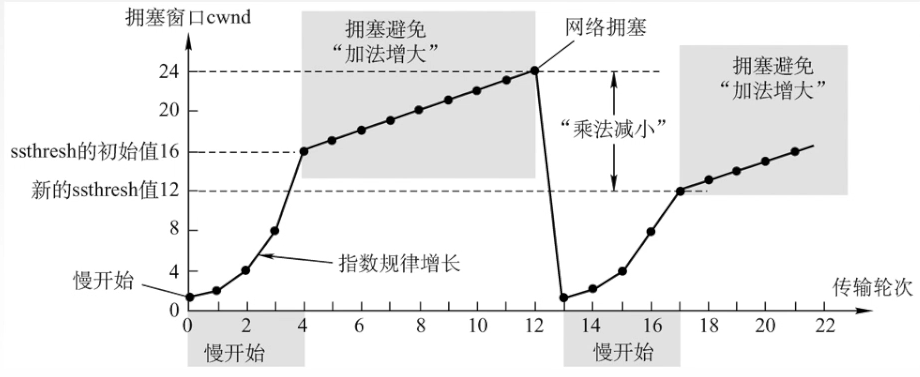 拥塞窗口cwnd
拥塞避免
“加法增大”
网络拥塞
拥塞避免
“加法增大”
24
20
“乘法减小”
ssthresh的初始值16
新的ssthresh值12
8
指数规律增长
4
慢开始
传输轮次
0
0 2 4 6 8 10 12 14 16 18 20 22
慢开始
慢开始